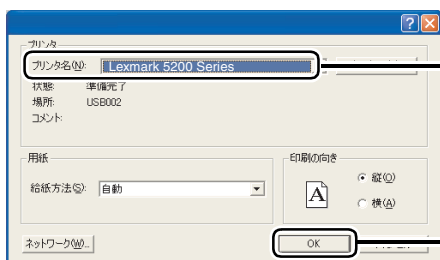 プリンタ
プリンタ名(N): Lexmark 5200 Series
状態: 準備完了
場所: USB002
コメント:
用紙
給紙方法(S): 自動
印刷の向き
A
縦(O)
横(A)
ネットワーク(W)...
OK